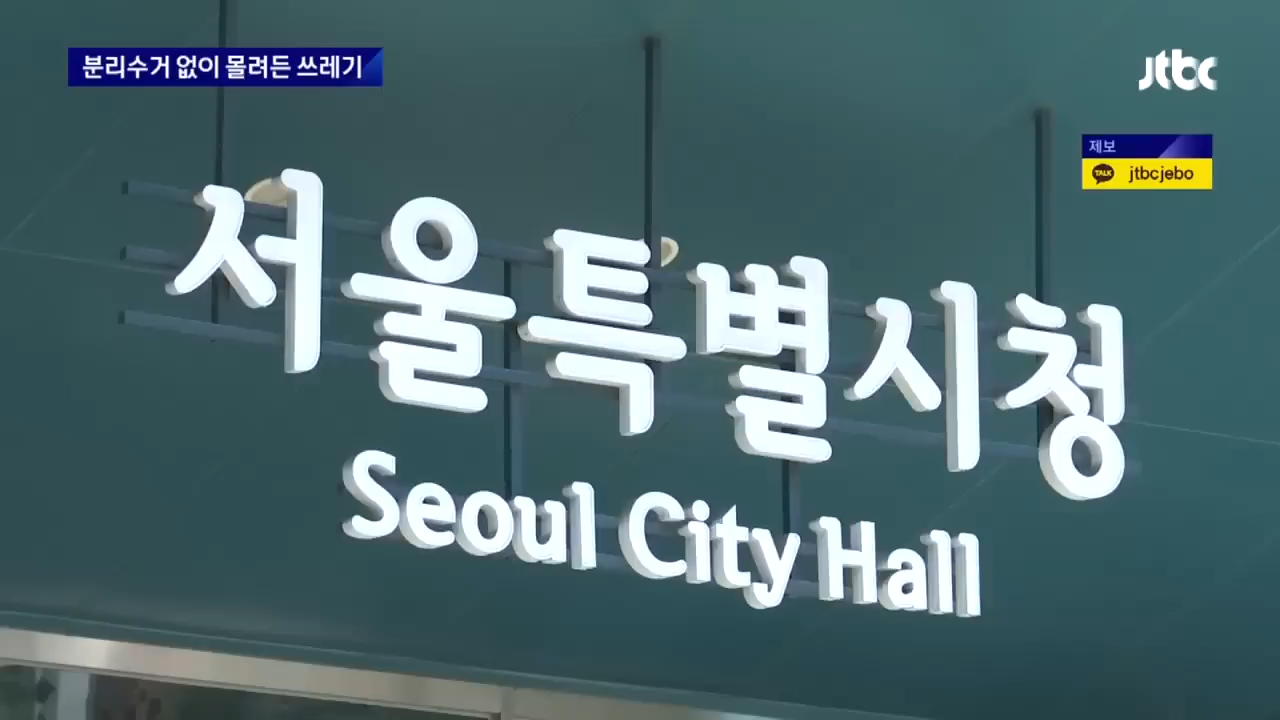 분리수거 없이 몰려든 쓰레기
jtbc
제보
TALK jtbcjebo
서울특별시청
Seoul City Hall